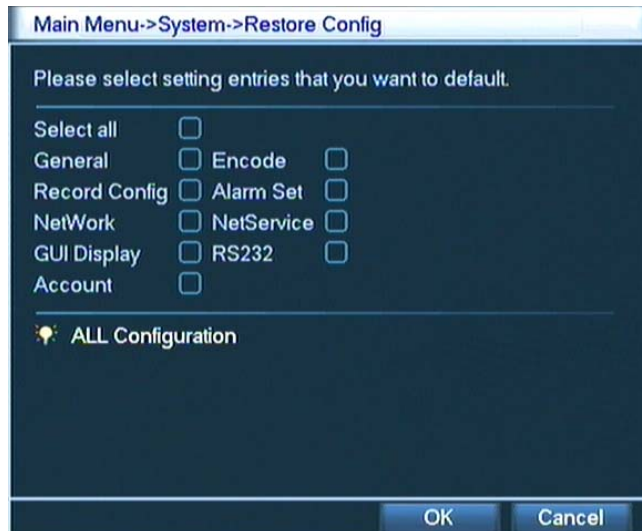 Main Menu->System->Restore Config
Please select setting entries that you want to default.
Select all
General Encode
Record Config Alarm Set
NetWork NetService
GUI Display RS232
Account
ALL Configuration
OK Cancel